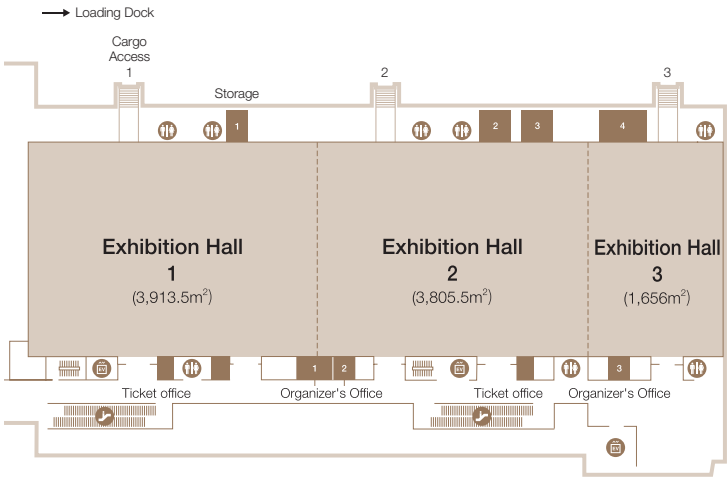 Loading Dock
Cargo
Access
1
2
3
Storage
1
2
3
4
Exhibition Hall
1
(3,913.5m²)
Exhibition Hall
2
(3,805.5m²)
Exhibition Hall
3
(1,656m²)
EV
1
2
EV
3
Ticket office
Organizer's Office
Ticket office
Organizer's Office
EV